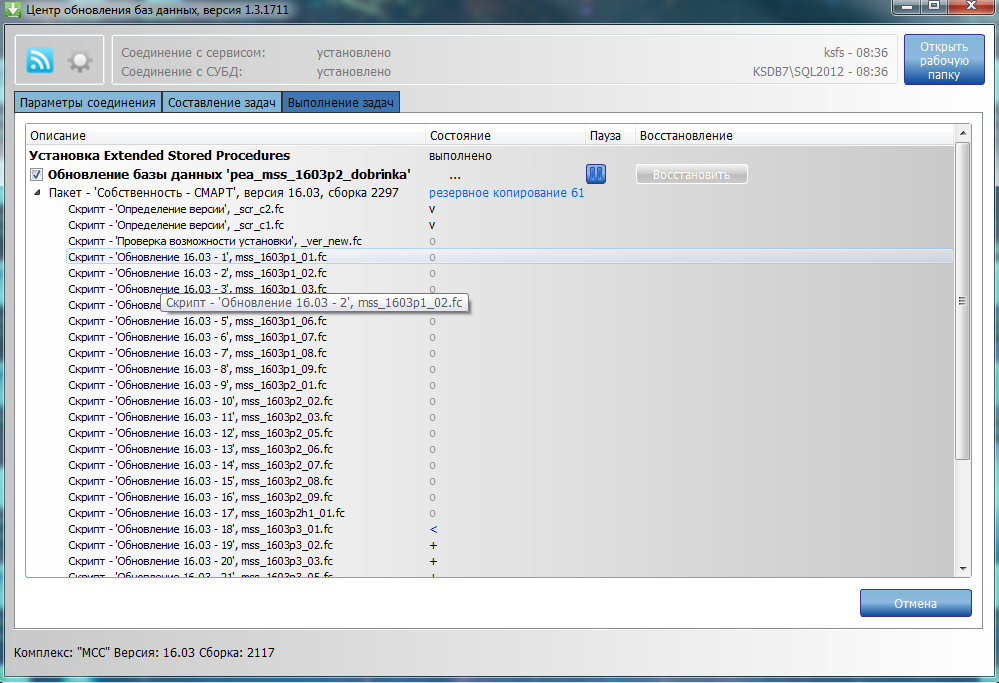 Центр обновления баз данных, версия 1.3.1711
Соединение с сервисом: установлено ksfs - 08:36
Соединение с СУБД: установлено KSDB7\SQL2012 - 08:36
Открыть рабочую папку
Параметры соединения Составление задач Выполнение задач
Описание Состояние Пауза Восстановление
Установка Extended Stored Procedures выполнено
Обновление базы данных 'pea_mss_1603p2_dobrinka' ... Восстановить
Пакет - 'Собственность - СМАРТ', версия 16.03, сборка 2297 резервное копирование 61
Скрипт - 'Определение версии', _scr_c2.fc v
Скрипт - 'Определение версии', _scr_c1.fc v
Скрипт - 'Проверка возможности установки', _ver_new.fc o
Скрипт - 'Обновление 16.03 - 1', mss_1603p1_01.fc o
Скрипт - 'Обновление 16.03 - 2', mss_1603p1_02.fc o
Скрипт - 'Обновление 16.03 - 3', mss_1603p1_03.fc o
Скрипт - 'Обновле
Скрипт - 'Обновление 16.03 - 2', mss_1603p1_02.fc
Скрипт - 'Обновление 16.03 - 5', mss_1603p1_06.fc o
Скрипт - 'Обновление 16.03 - 6', mss_1603p1_07.fc o
Скрипт - 'Обновление 16.03 - 7', mss_1603p1_08.fc o
Скрипт - 'Обновление 16.03 - 8', mss_1603p1_09.fc o
Скрипт - 'Обновление 16.03 - 9', mss_1603p2_01.fc o
Скрипт - 'Обновление 16.03 - 10', mss_1603p2_02.fc o
Скрипт - 'Обновление 16.03 - 11', mss_1603p2_03.fc o
Скрипт - 'Обновление 16.03 - 12', mss_1603p2_05.fc o
Скрипт - 'Обновление 16.03 - 13', mss_1603p2_06.fc o
Скрипт - 'Обновление 16.03 - 14', mss_1603p2_07.fc o
Скрипт - 'Обновление 16.03 - 15', mss_1603p2_08.fc o
Скрипт - 'Обновление 16.03 - 16', mss_1603p2_09.fc o
Скрипт - 'Обновление 16.03 - 17', mss_1603p2h1_01.fc o
Скрипт - 'Обновление 16.03 - 18', mss_1603p3_01.fc <
Скрипт - 'Обновление 16.03 - 19', mss_1603p3_02.fc +
Скрипт - 'Обновление 16.03 - 20', mss_1603p3_03.fc +
Скрипт - 'Обновление 16.03 - 21', mss_1603p3_05.fc +
Отмена
Комплекс: "МСС" Версия: 16.03 Сборка: 2117